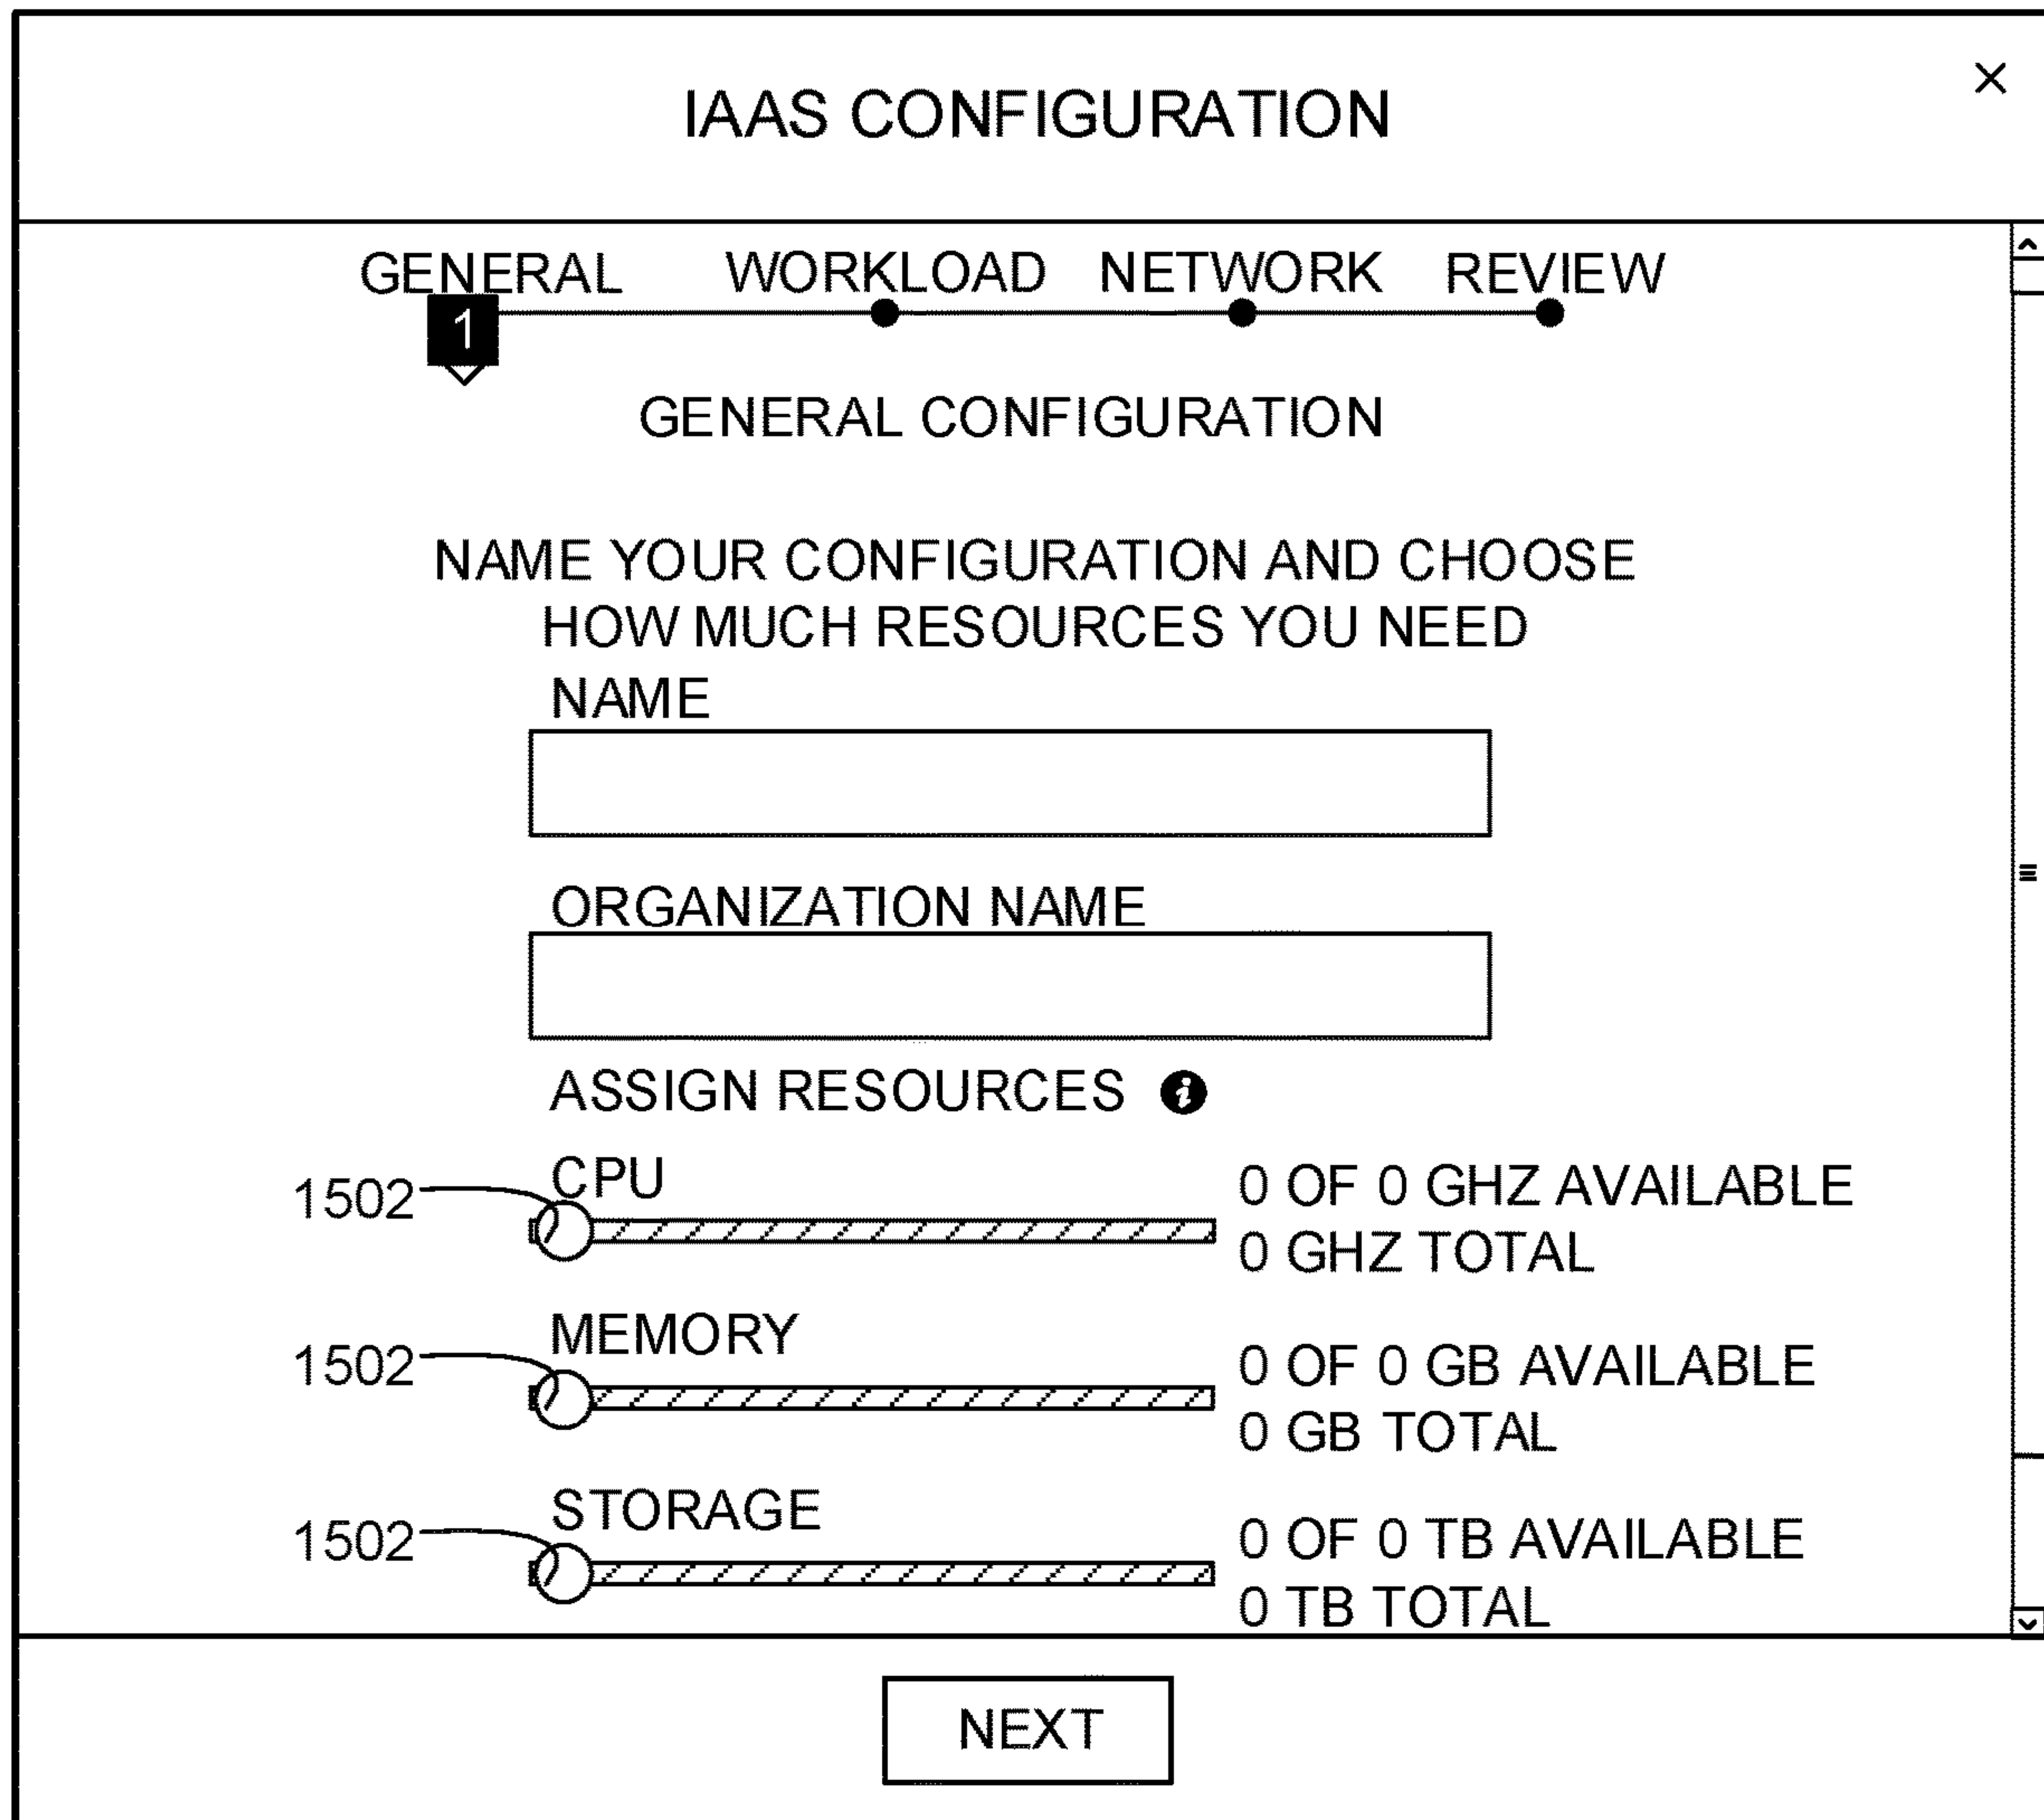 IAAS CONFIGURATION
×
GENERAL WORKLOAD NETWORK REVIEW
1
GENERAL CONFIGURATION
NAME YOUR CONFIGURATION AND CHOOSE
HOW MUCH RESOURCES YOU NEED
NAME
ORGANIZATION NAME
ASSIGN RESOURCES i
CPU
1502
0 OF 0 GHZ AVAILABLE
0 GHZ TOTAL
MEMORY
1502
0 OF 0 GB AVAILABLE
0 GB TOTAL
STORAGE
1502
0 OF 0 TB AVAILABLE
0 TB TOTAL
NEXT